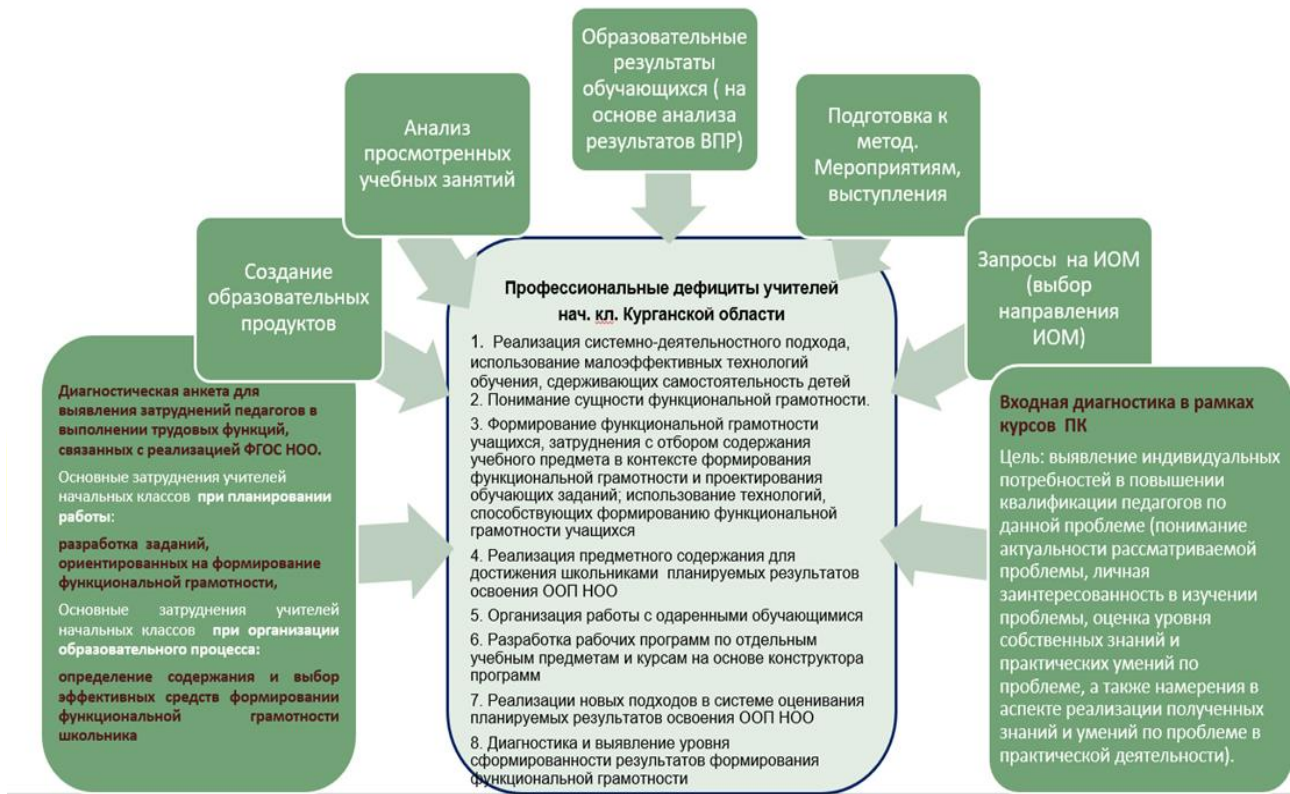 Образовательные
результаты
обучающихся ( на
основе анализа
результатов ВПР)
Анализ
просмотренных
учебных занятий
Подготовка к
метод.
Мероприятиям,
выступления
Создание
образовательных
продуктов
Запросы на ИОМ
(выбор
направления
ИОМ)
Диагностическая анкета для
выявления затруднений педагогов в
выполнении трудовых функций,
связанных с реализацией ФГОС НОО.
Основные затруднения учителей
начальных классов при планировании
работы:
разработка заданий,
ориентированных на формирование
функциональной грамотности,
Основные затруднения учителей
начальных классов при организации
образовательного процесса:
определение содержания и выбор
эффективных средств формировании
функциональной грамотности
школьника
Профессиональные дефициты учителей
нач. кл. Курганской области
1. Реализация системно-деятельностного подхода,
использование малоэффективных технологий
обучения, сдерживающих самостоятельность детей
2. Понимание сущности функциональной грамотности.
3. Формирование функциональной грамотности
учащихся, затруднения с отбором содержания
учебного предмета в контексте формирования
функциональной грамотности и проектирования
обучающих заданий; использование технологий,
способствующих формированию функциональной
грамотности учащихся
4. Реализация предметного содержания для
достижения школьниками планируемых результатов
освоения ООП НОО
5. Организация работы с одаренными обучающимися
6. Разработка рабочих программ по отдельным
учебным предметам и курсам на основе конструктора
программ
7. Реализации новых подходов в системе оценивания
планируемых результатов освоения ООП НОО
8. Диагностика и выявление уровня
сформированности результатов формирования
функциональной грамотности
Входная диагностика в рамках
курсов ПК
Цель: выявление индивидуальных
потребностей в повышении
квалификации педагогов по
данной проблеме (понимание
актуальности рассматриваемой
проблемы, личная
заинтересованность в изучении
проблемы, оценка уровня
собственных знаний и
практических умений по
проблеме, а также намерения в
аспекте реализации полученных
знаний и умений по проблеме в
практической деятельности).